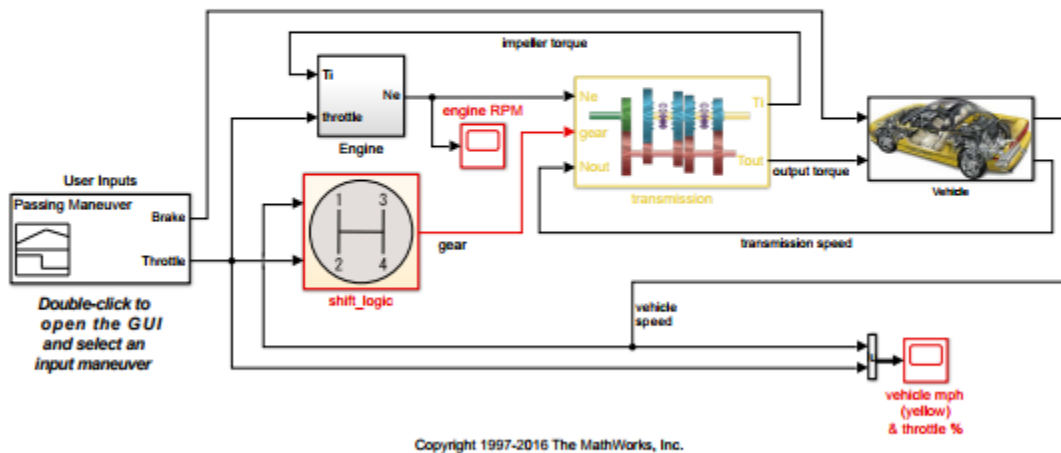 impeller torque
Ti
Ne
throttle
Engine
engine RPM
Ne
gear
Nout
Ti
Tout
transmission
output torque
Vehicle
transmission speed
User Inputs
Passing Maneuver
Brake
Throttle
1 3
2 4
shift_logic
gear
Double-click to
open the GUI
and select an
input maneuver
vehicle
speed
vehicle mph
(yellow)
& throttle %
Copyright 1997-2016 The MathWorks, Inc.